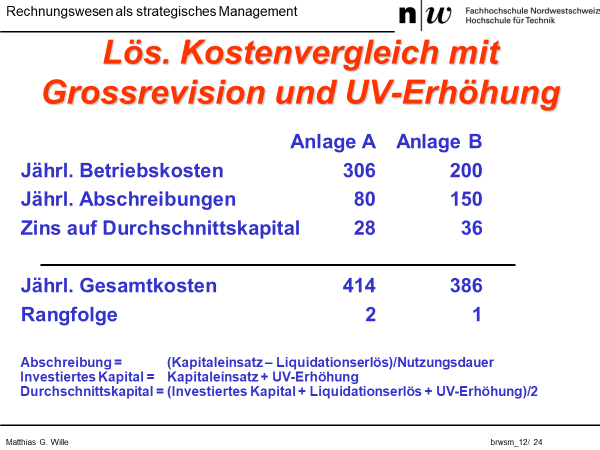 Rechnungswesen als strategisches Management
n|w Fachhochschule Nordwestschweiz
Hochschule für Technik
Lös. Kostenvergleich mit
Grossrevision und UV-Erhöhung
Anlage A Anlage B
Jährl. Betriebskosten 306 200
Jährl. Abschreibungen 80 150
Zins auf Durchschnittskapital 28 36
Jährl. Gesamtkosten 414 386
Rangfolge 2 1
Abschreibung = (Kapitaleinsatz – Liquidationserlös)/Nutzungsdauer
Investiertes Kapital = Kapitaleinsatz + UV-Erhöhung
Durchschnittskapital = (Investiertes Kapital + Liquidationserlös + UV-Erhöhung)/2
Matthias G. Wille brwsm_12/ 24